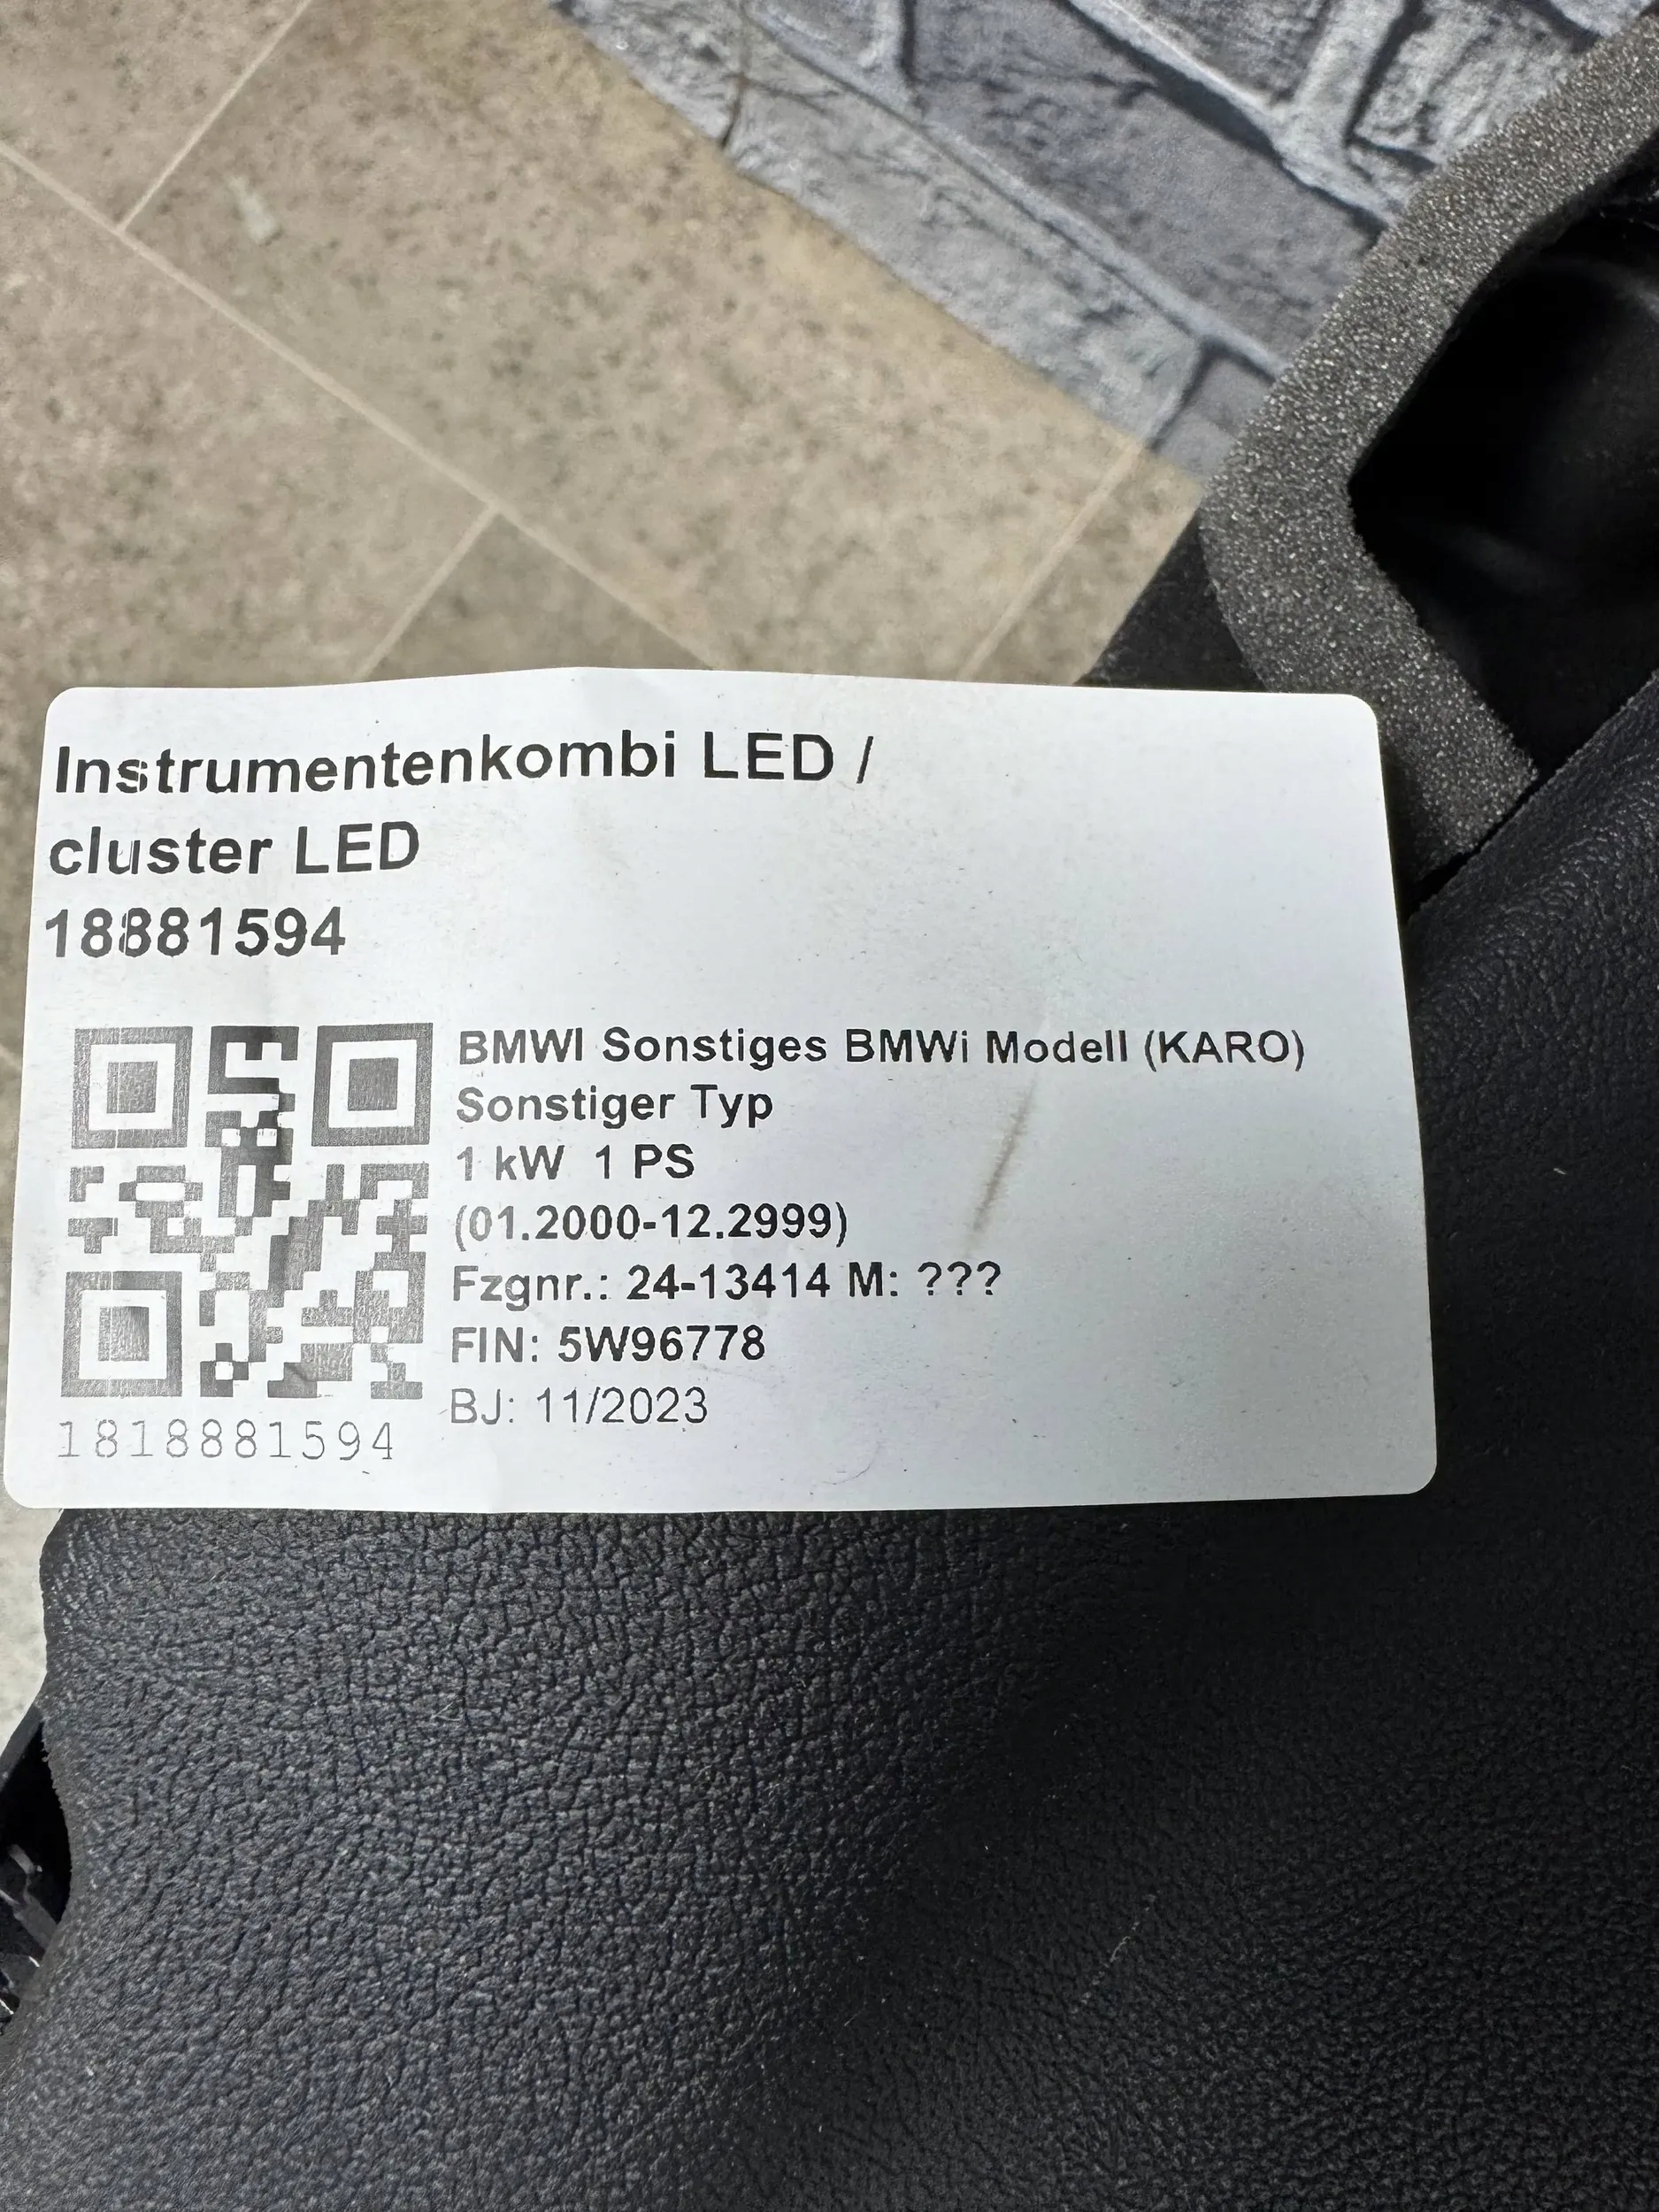 Instrumentenkombi LED /
cluster LED
18881594
BMWI Sonstiges BMWi Modell (KARO)
Sonstiger Typ
1 kW 1 PS
(01.2000-12.2999)
Fzgnr.: 24-13414 M: ???
FIN: 5W96778
BJ: 11/2023
1818881594